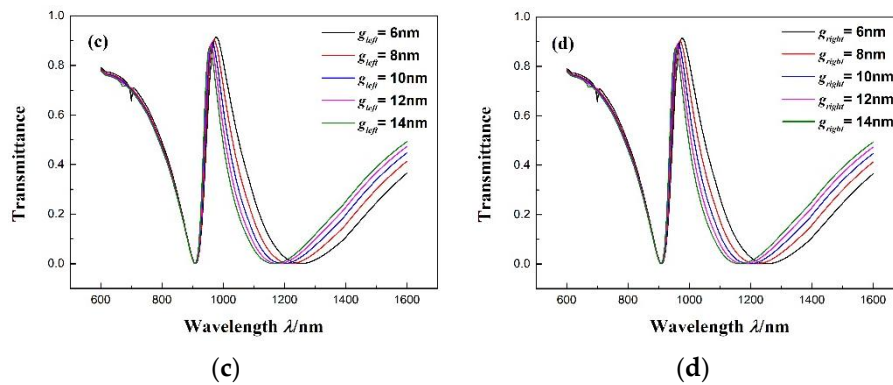 (c)
g_left = 6nm
g_left = 8nm
g_left = 10nm
g_left = 12nm
g_left = 14nm
Transmittance
1.0
0.8
0.6
0.4
0.2
0.0
600 800 1000 1200 1400 1600
Wavelength λ/nm
(c)
(d)
g_right = 6nm
g_right = 8nm
g_right = 10nm
g_right = 12nm
g_right = 14nm
Transmittance
1.0
0.8
0.6
0.4
0.2
0.0
600 800 1000 1200 1400 1600
Wavelength λ/nm
(d)